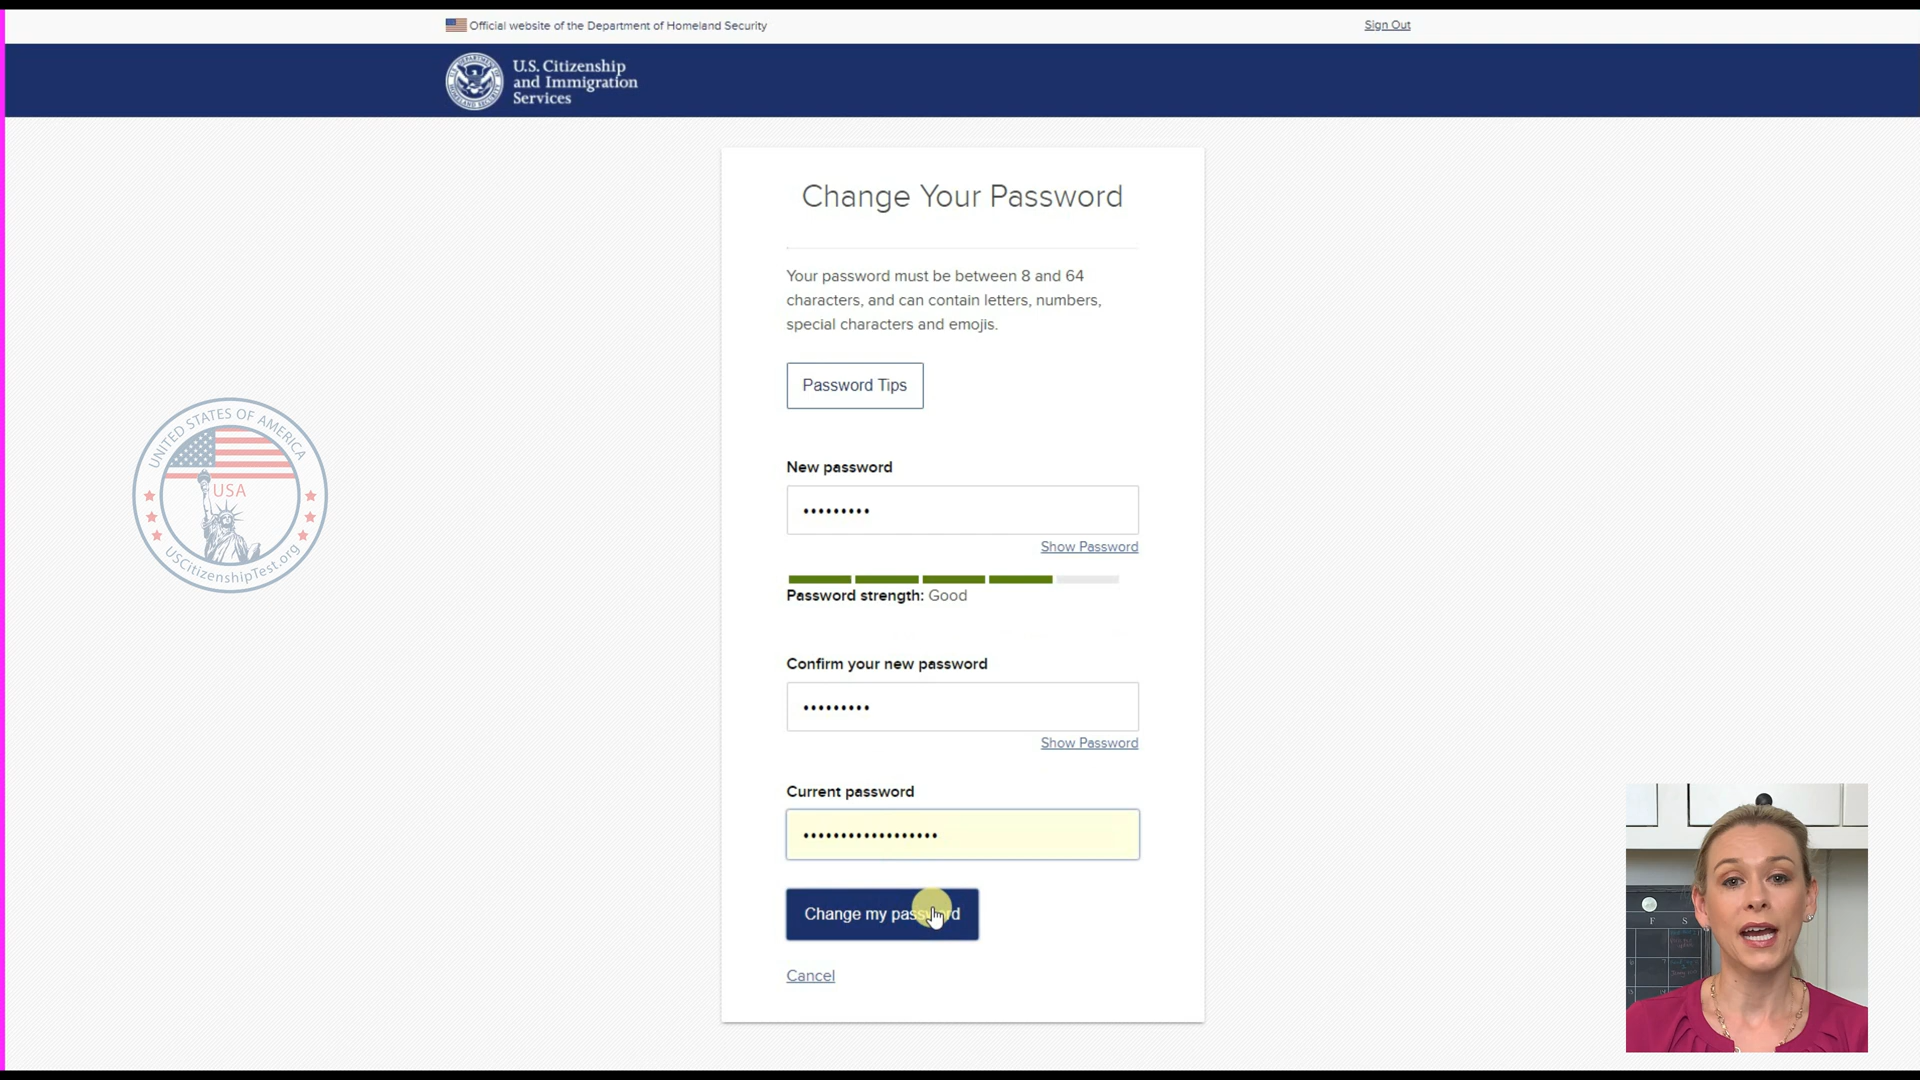 Official website of the Department of Homeland Security
Sign Out
U.S. Citizenship
and Immigration
Services
Change Your Password
Your password must be between 8 and 64
characters, and can contain letters, numbers,
special characters and emojis.
Password Tips
UNITED STATES OF AMERICA
USA
USCitizenshipTest.org
New password
Show Password
Password strength: Good
Confirm your new password
Show Password
Current password
Change my password
Cancel
F S